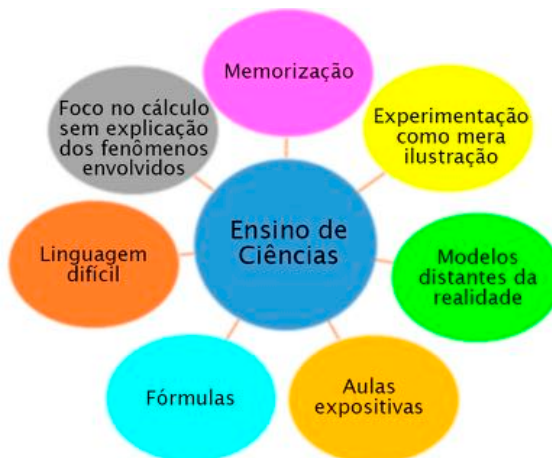 Memorização
Experimentação
como mera
ilustração
Modelos
distantes da
realidade
Aulas
expositivas
Fórmulas
Linguagem
difícil
Foco no cálculo
sem explicação
dos fenômenos
envolvidos
Ensino de
Ciências